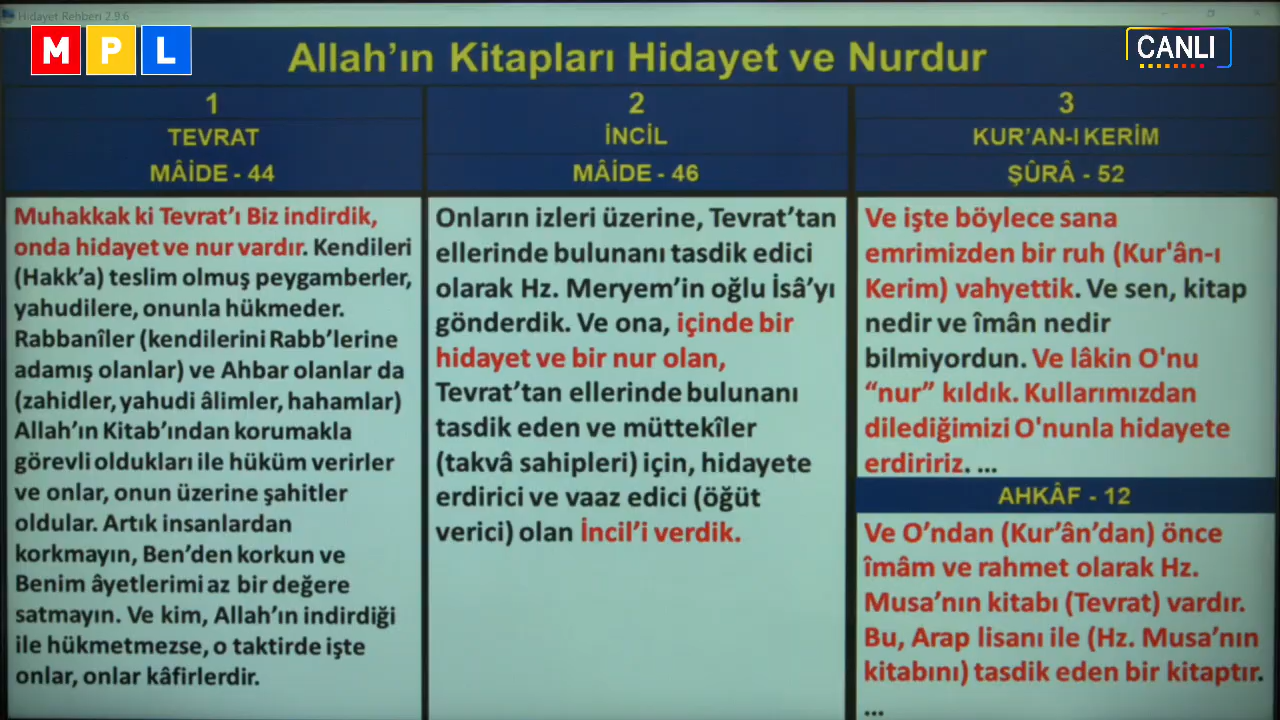 Hidayet Rehberi 2.9.6
MPL
CANLI
Allah’ın Kitapları Hidayet ve Nurdur
1
TEVRAT
MÂİDE - 44
Muhakkak ki Tevrat’ı Biz indirdik,
onda hidayet ve nur vardır. Kendileri
(Hakk’a) teslim olmuş peygamberler,
yahudilere, onunla hükmeder.
Rabbanîler (kendilerini Rabb’lerine
adamış olanlar) ve Ahbar olanlar da
(zahidler, yahudi âlimler, hahamlar)
Allah’ın Kitab’ından korumakla
görevli oldukları ile hüküm verirler
ve onlar, onun üzerine şahitler
oldular. Artık insanlardan
korkmayın, Ben’den korkun ve
Benim âyetlerimi az bir değere
satmayın. Ve kim, Allah’ın indirdiği
ile hükmetmezse, o taktirde işte
onlar, onlar kâfirlerdir.
2
İNCİL
MÂİDE - 46
Onların izleri üzerine, Tevrat’tan
ellerinde bulunanı tasdik edici
olarak Hz. Meryem’in oğlu İsâ’yı
gönderdik. Ve ona, içinde bir
hidayet ve bir nur olan,
Tevrat’tan ellerinde bulunanı
tasdik eden ve müttekîler
(takvâ sahipleri) için, hidayete
erdirici ve vaaz edici (öğüt
verici) olan İncil’i verdik.
3
KUR’AN-I KERİM
ŞÛRÂ - 52
Ve işte böylece sana
emrimizden bir ruh (Kur'ân-ı
Kerim) vahyettik. Ve sen, kitap
nedir ve îmân nedir
bilmiyordun. Ve lâkin O'nu
“nur” kıldık. Kullarımızdan
dilediğimizi O'nunla hidayete
erdiririz. ...
AHKÂF - 12
Ve O’ndan (Kur’ân’dan) önce
îmâm ve rahmet olarak Hz.
Musa’nın kitabı (Tevrat) vardır.
Bu, Arap lisanı ile (Hz. Musa’nın
kitabını) tasdik eden bir kitaptır.
...